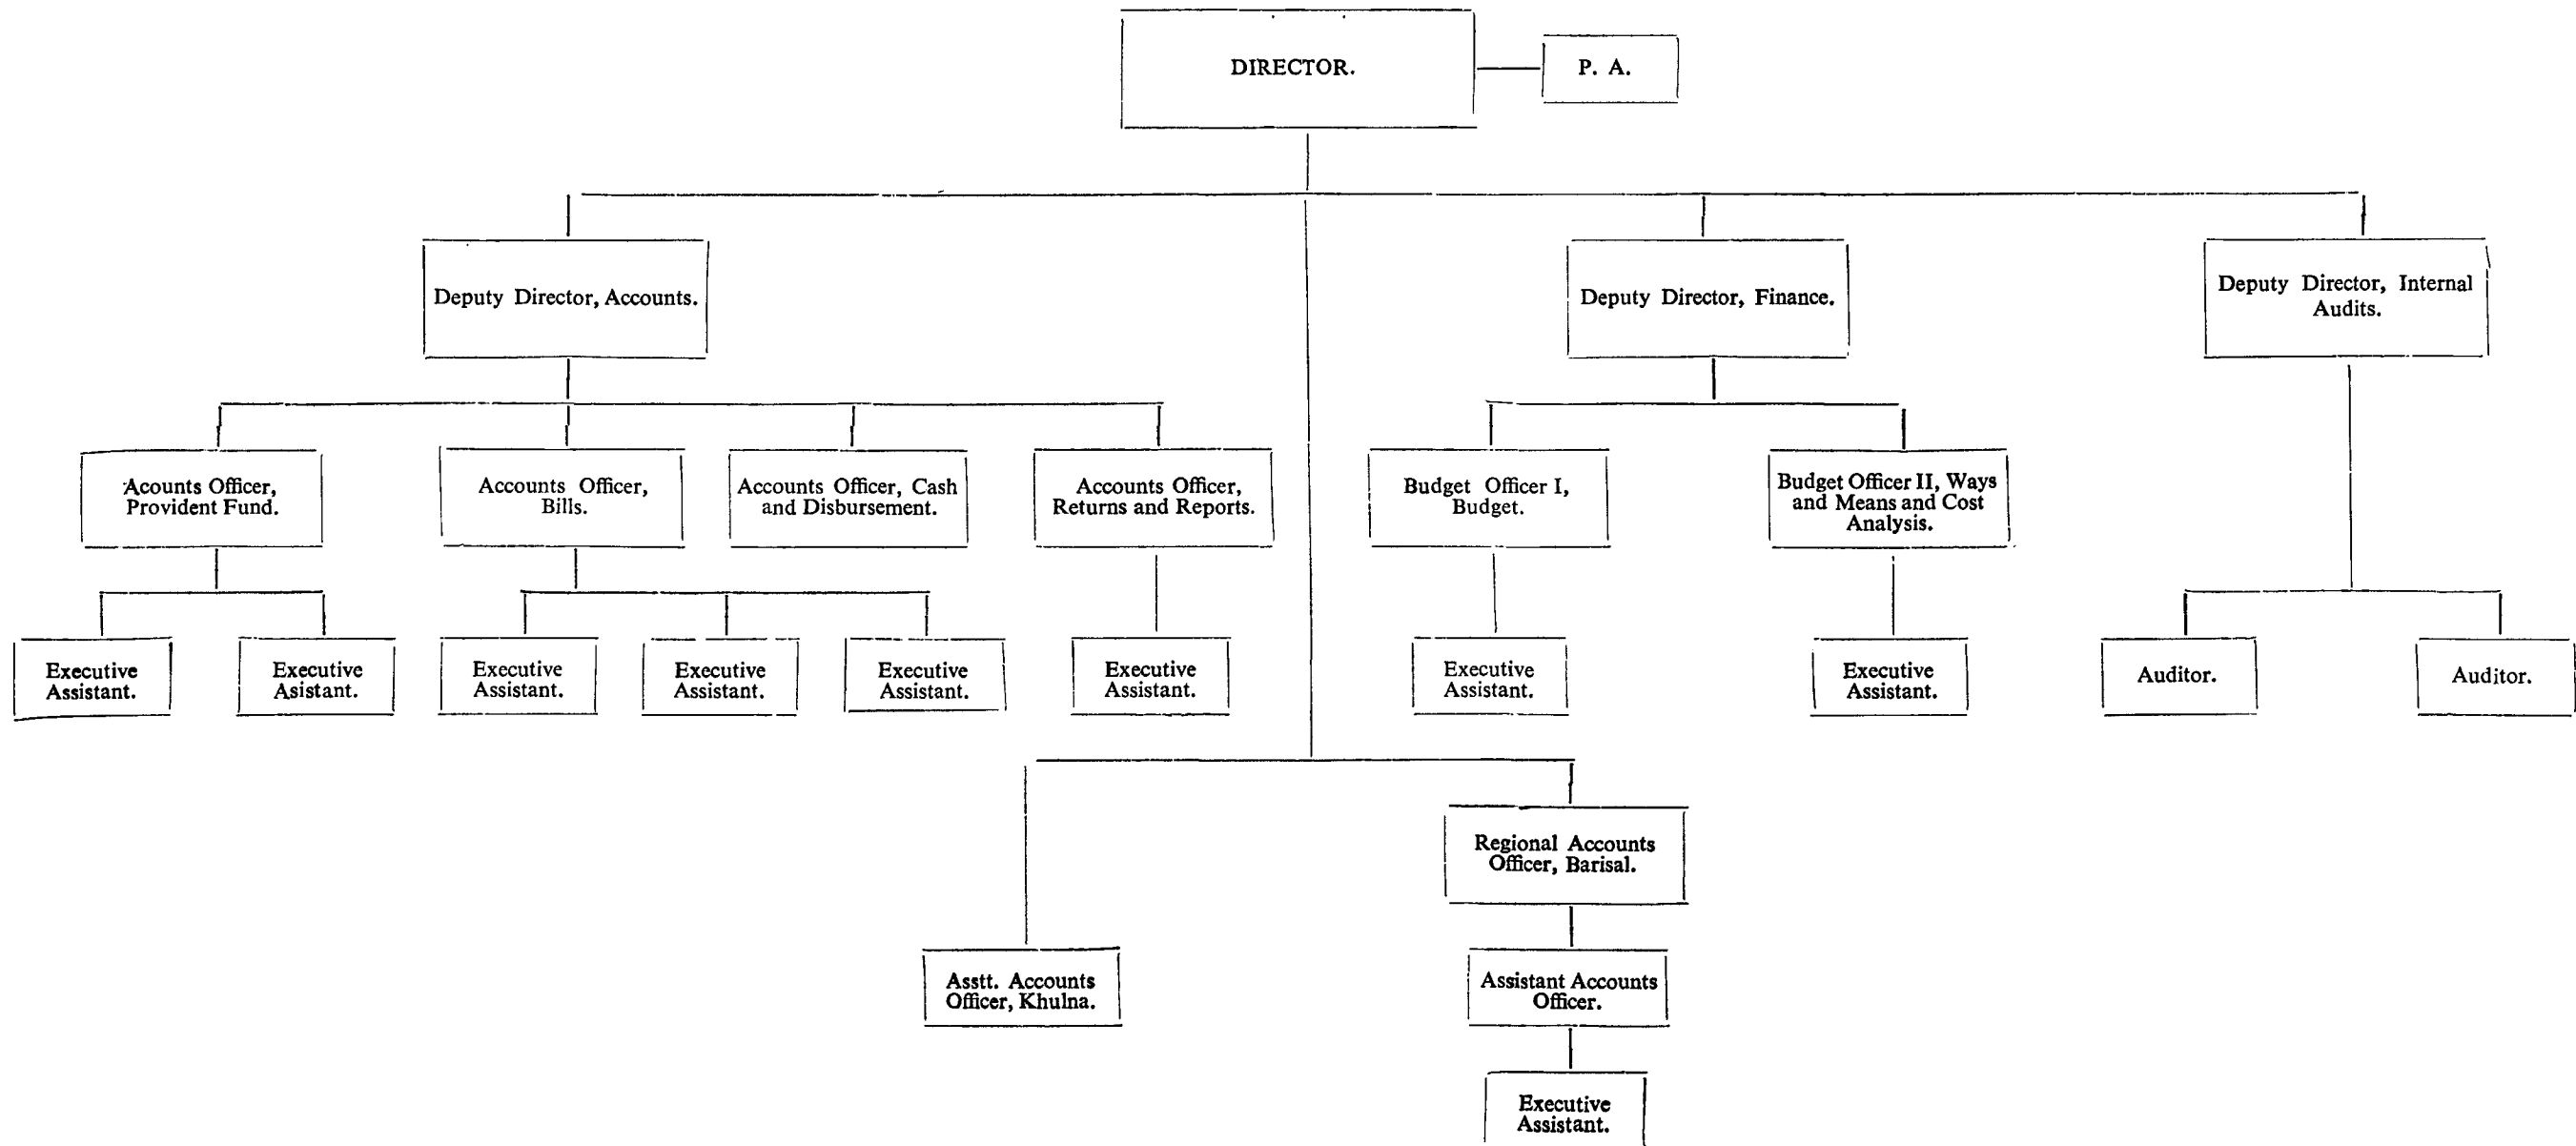 DIRECTOR.
P. A.
Deputy Director, Accounts.
Deputy Director, Finance.
Deputy Director, Internal
Audits.
Acounts Officer,
Provident Fund.
Accounts Officer,
Bills.
Accounts Officer, Cash
and Disbursement.
Accounts Officer,
Returns and Reports.
Budget Officer I,
Budget.
Budget Officer II, Ways
and Means and Cost
Analysis.
Executive
Assistant.
Executive
Asistant.
Executive
Assistant.
Executive
Assistant.
Executive
Assistant.
Executive
Assistant.
Executive
Assistant.
Executive
Assistant.
Auditor.
Auditor.
Regional Accounts
Officer, Barisal.
Asstt. Accounts
Officer, Khulna.
Assistant Accounts
Officer.
Executive
Assistant.